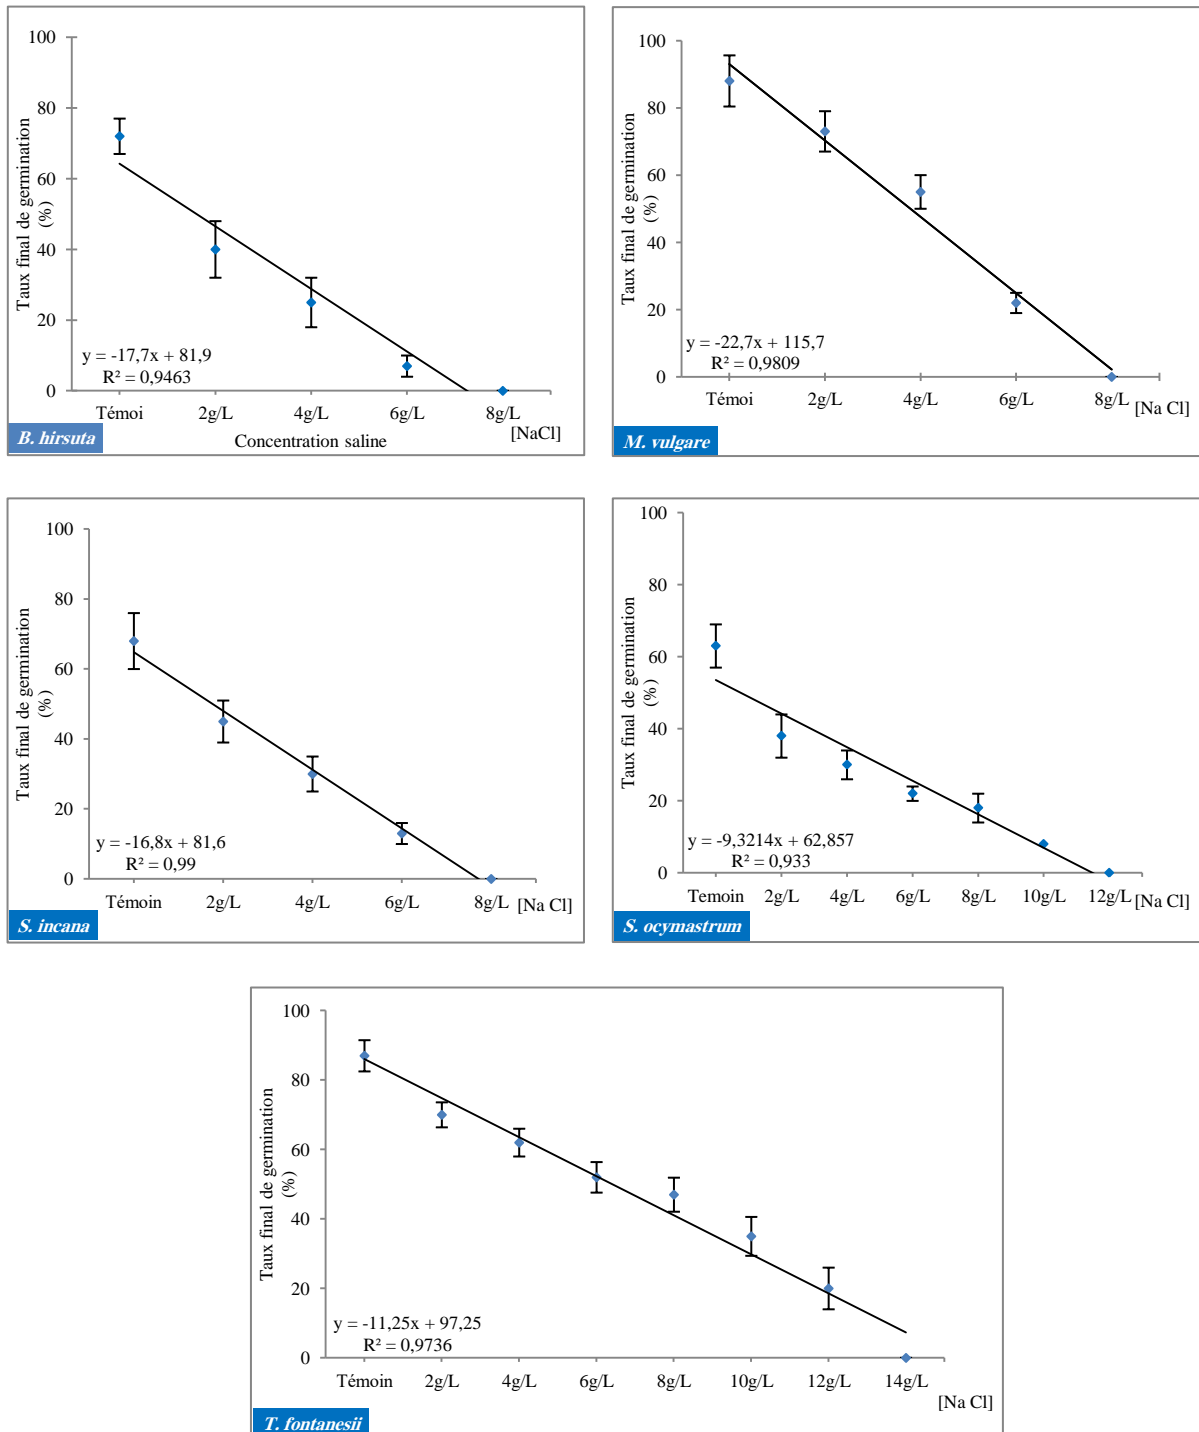 100
80
60
40
20
0
Taux final de germination
(%)
y = -17,7x + 81,9
R² = 0,9463
Témoi 2g/L 4g/L 6g/L 8g/L
Concentration saline
[NaCl]
B. hirsuta
100
80
60
40
20
0
Taux final de germination
(%)
y = -22,7x + 115,7
R² = 0,9809
Témoi 2g/L 4g/L 6g/L 8g/L
[Na Cl]
M. vulgare
100
80
60
40
20
0
Taux final de germination
(%)
y = -16,8x + 81,6
R² = 0,99
Témoin 2g/L 4g/L 6g/L 8g/L
[Na Cl]
S. incana
100
80
60
40
20
0
Taux final de germination
(%)
y = -9,3214x + 62,857
R² = 0,933
Temoin 2g/L 4g/L 6g/L 8g/L 10g/L 12g/L
[Na Cl]
S. ocymastrum
100
80
60
40
20
0
Taux final de germination
(%)
y = -11,25x + 97,25
R² = 0,9736
Témoin 2g/L 4g/L 6g/L 8g/L 10g/L 12g/L 14g/L
[Na Cl]
T. fontanesii